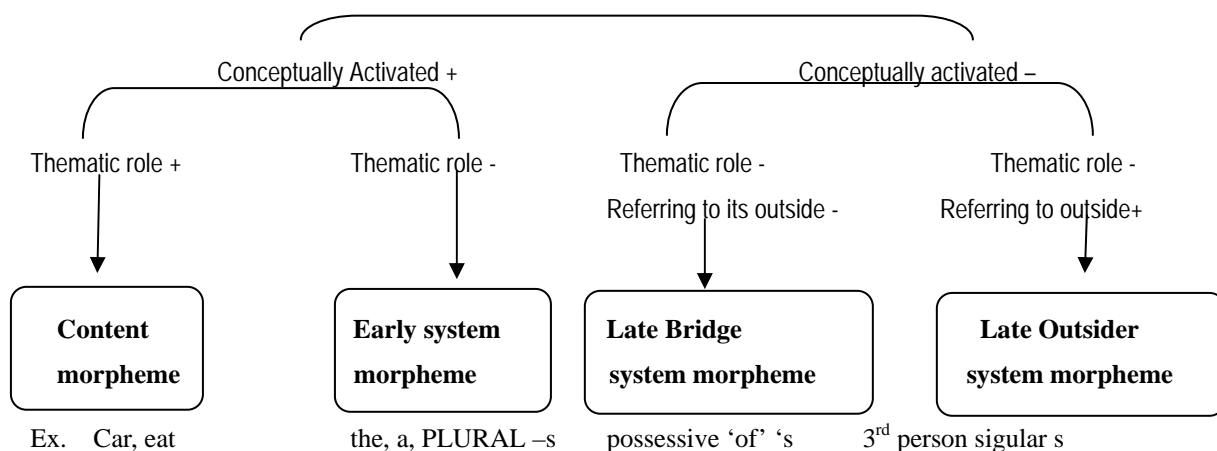 Conceptually Activated + Conceptually activated –
Thematic role + Thematic role - Thematic role - Thematic role -
Referring to its outside - Referring to outside+
Content Early system Late Bridge Late Outsider
morpheme morpheme system morpheme system morpheme
Ex. Car, eat the, a, PLURAL –s possessive ‘of’ ‘s 3rd person sigular s